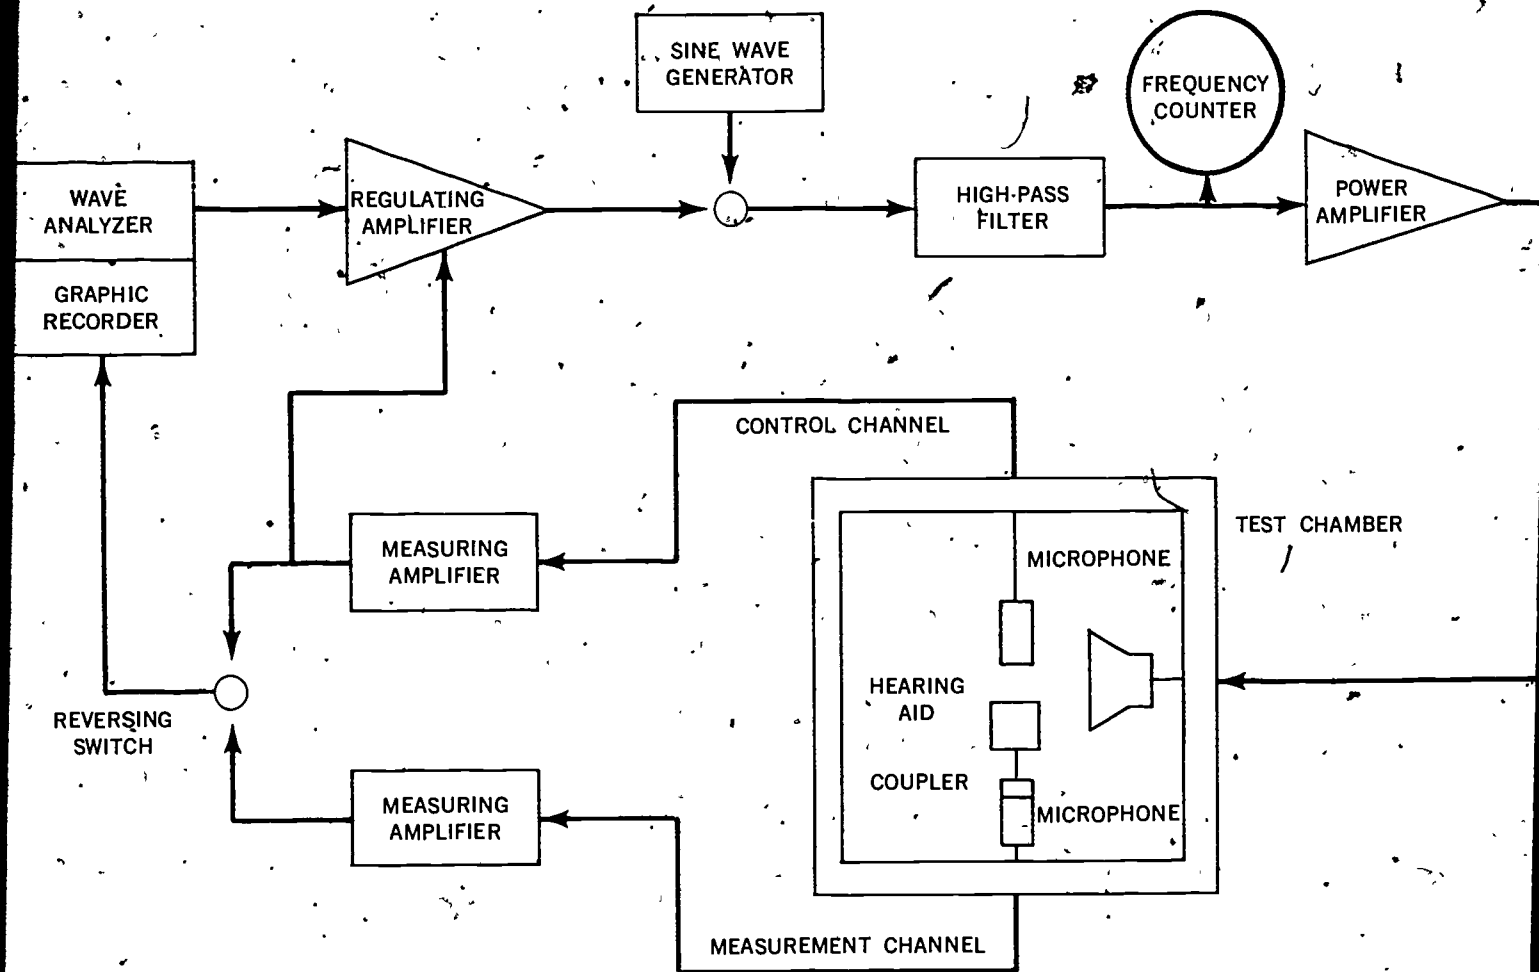 SINE WAVE
GENERATOR
FREQUENCY
COUNTER
WAVE
ANALYZER
REGULATING
AMPLIFIER
HIGH-PASS
FILTER
POWER
AMPLIFIER
GRAPHIC
RECORDER
CONTROL CHANNEL
TEST CHAMBER
MEASURING
AMPLIFIER
MICROPHONE
HEARING
AID
REVERSING
SWITCH
COUPLER
MICROPHONE
MEASURING
AMPLIFIER
MEASUREMENT CHANNEL